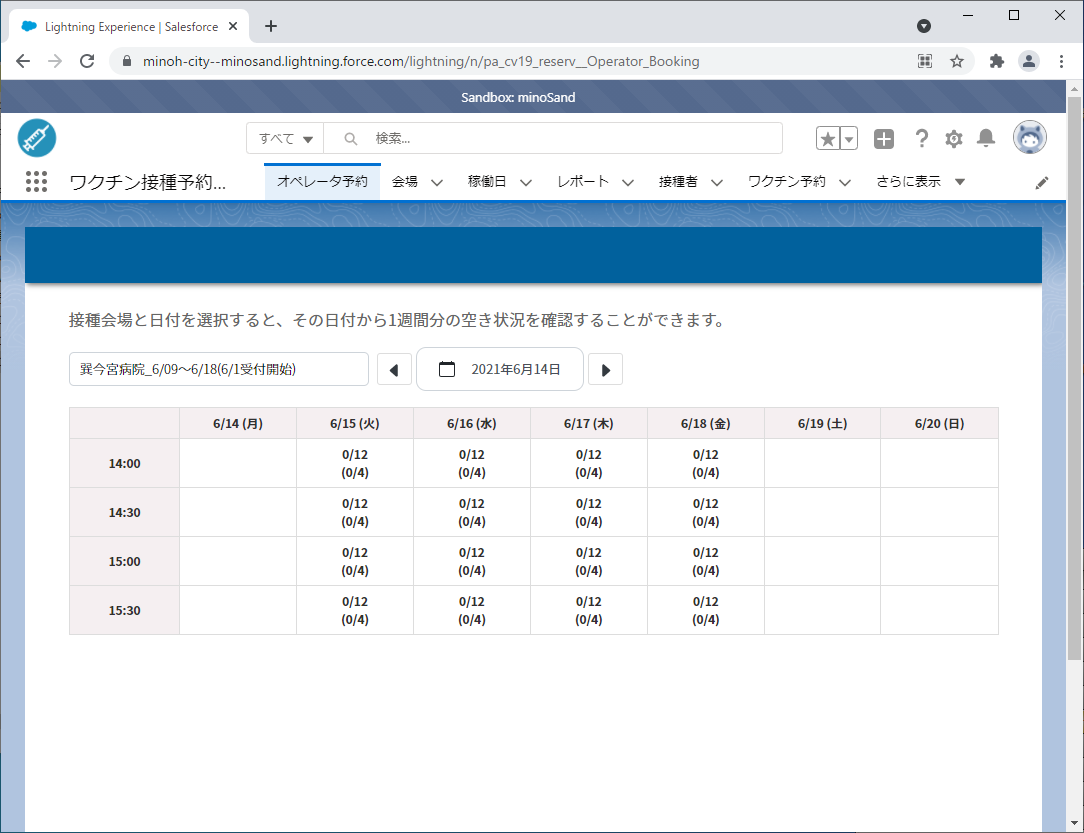 Lightning Experience | Salesforce
minoh-city--minosand.lightning.force.com/lightning/n/pa_cv19_reserv__Operator_Booking
Sandbox: minoSand
すべて 検索...
ワクチン接種予約... オペレータ予約 会場 稼働日 レポート 接種者 ワクチン予約 さらに表示
接種会場と日付を選択すると、その日付から1週間分の空き状況を確認することができます。
巽今宮病院_6/09～6/18(6/1受付開始) 2021年6月14日
6/14 (月) 6/15 (火) 6/16 (水) 6/17 (木) 6/18 (金) 6/19 (土) 6/20 (日)
14:00 0/12 0/12 0/12 0/12
(0/4) (0/4) (0/4) (0/4)
14:30 0/12 0/12 0/12 0/12
(0/4) (0/4) (0/4) (0/4)
15:00 0/12 0/12 0/12 0/12
(0/4) (0/4) (0/4) (0/4)
15:30 0/12 0/12 0/12 0/12
(0/4) (0/4) (0/4) (0/4)